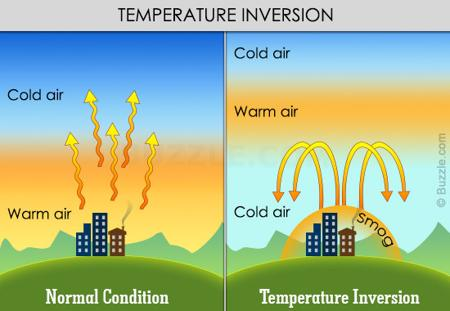 TEMPERATURE INVERSION
Cold air
Warm air
Normal Condition
Cold air
Warm air
Cold air
Smog
Temperature Inversion
© Buzzle.com